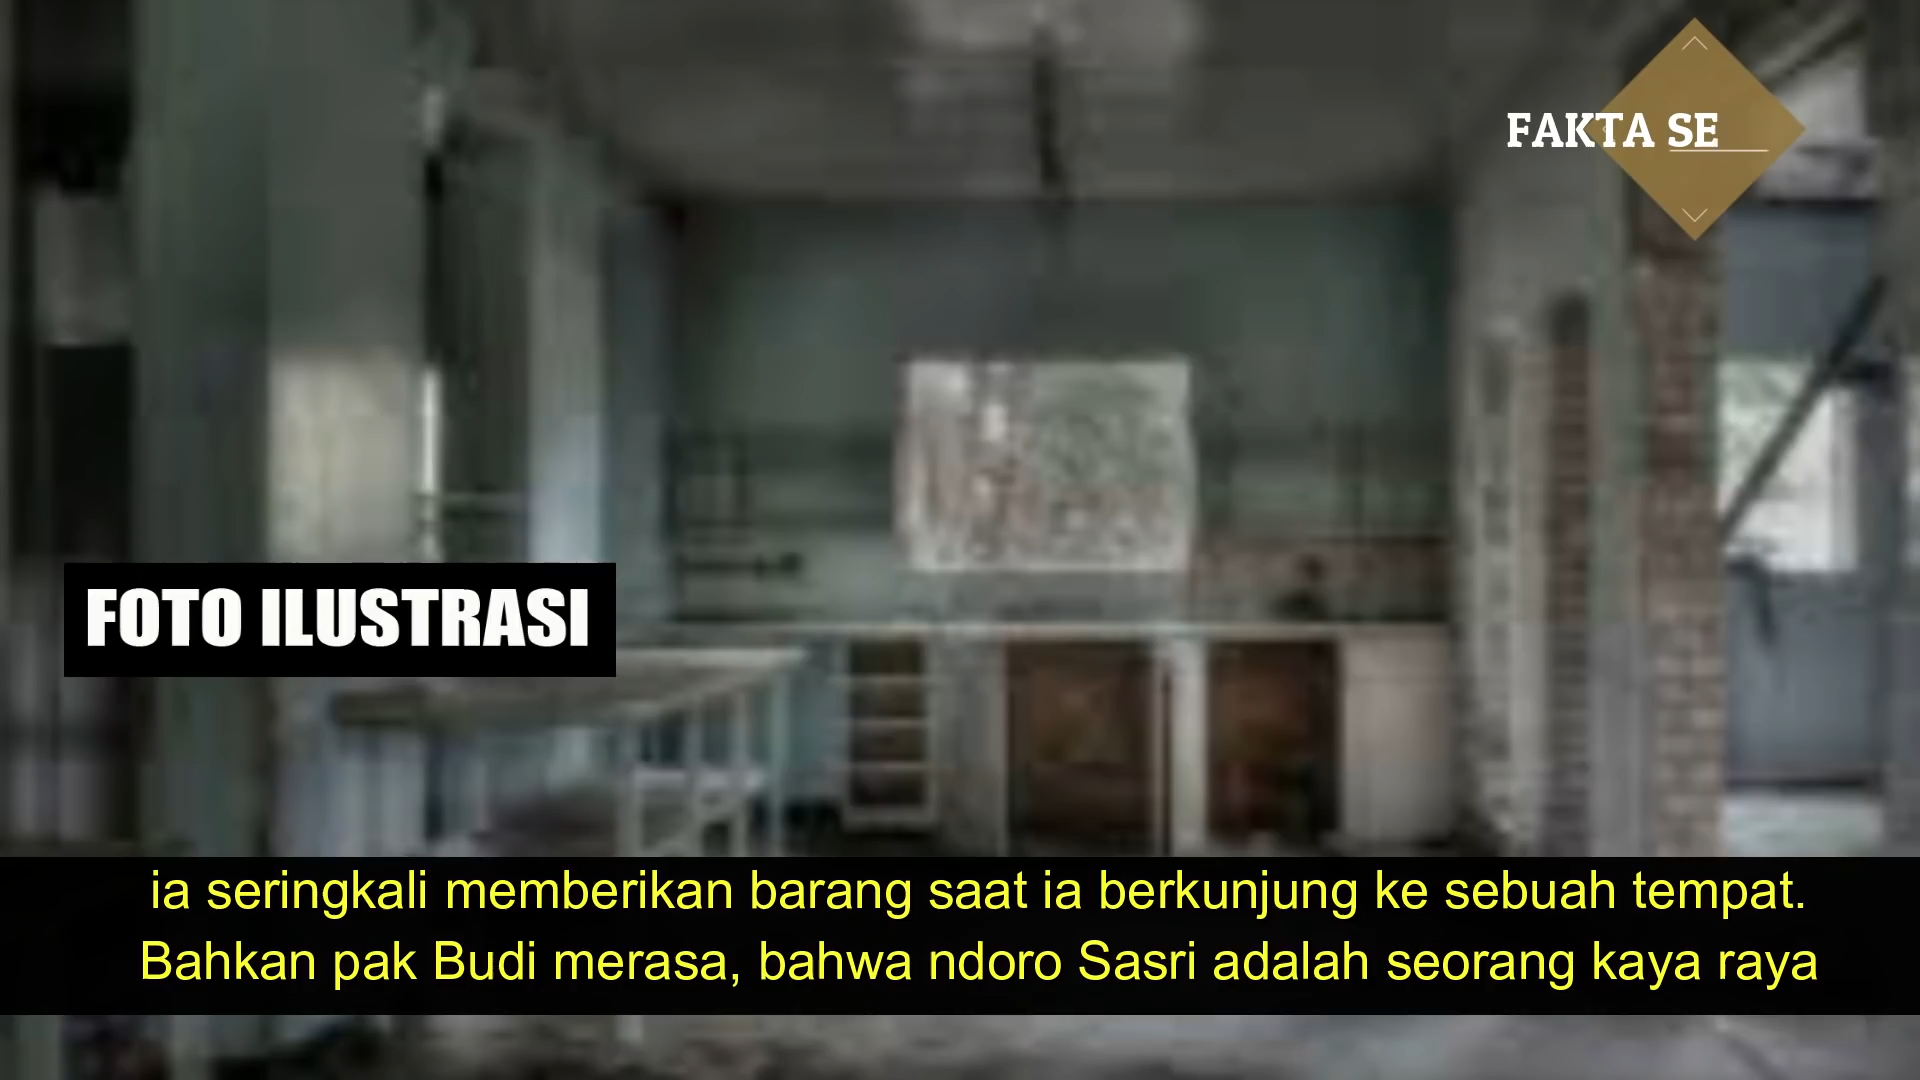 FAKTA SE
FOTO ILUSTRASI
ia seringkali memberikan barang saat ia berkunjung ke sebuah tempat.
Bahkan pak Budi merasa, bahwa ndoro Sasri adalah seorang kaya raya